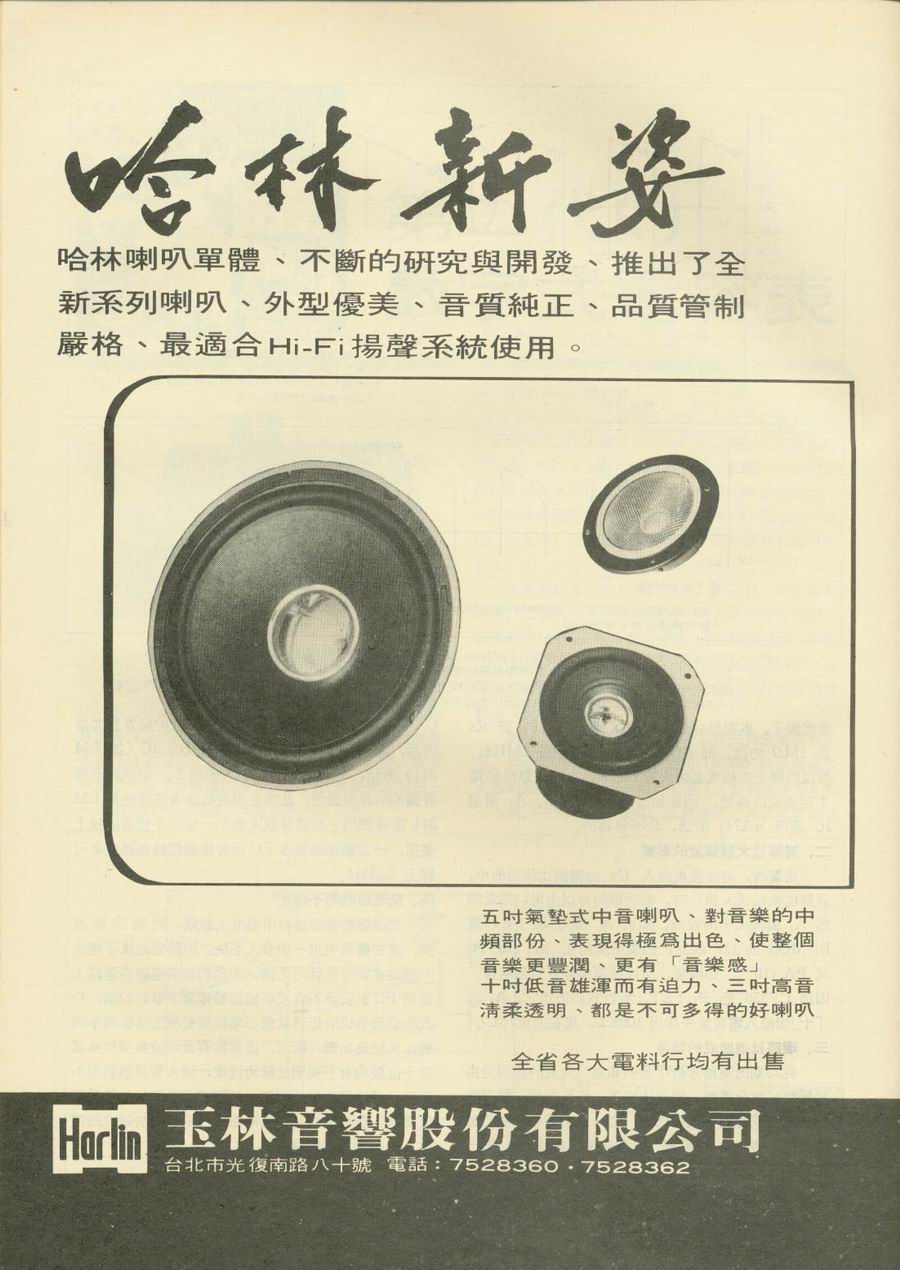 哈林新姿
哈林喇叭單體、不斷的研究與開發、推出了全
新系列喇叭、外型優美、音質純正、品質管制
嚴格、最適合Hi-Fi揚聲系統使用。
五吋氣墊式中音喇叭、對音樂的中
頻部份、表現得極爲出色、使整個
音樂更豐潤、更有「音樂感」
十吋低音雄渾而有迫力、三吋高音
淸柔透明、都是不可多得的好喇叭
全省各大電料行均有出售
Harlin 玉林音響股份有限公司
台北市光復南路八十號 電話：7528360・7528362